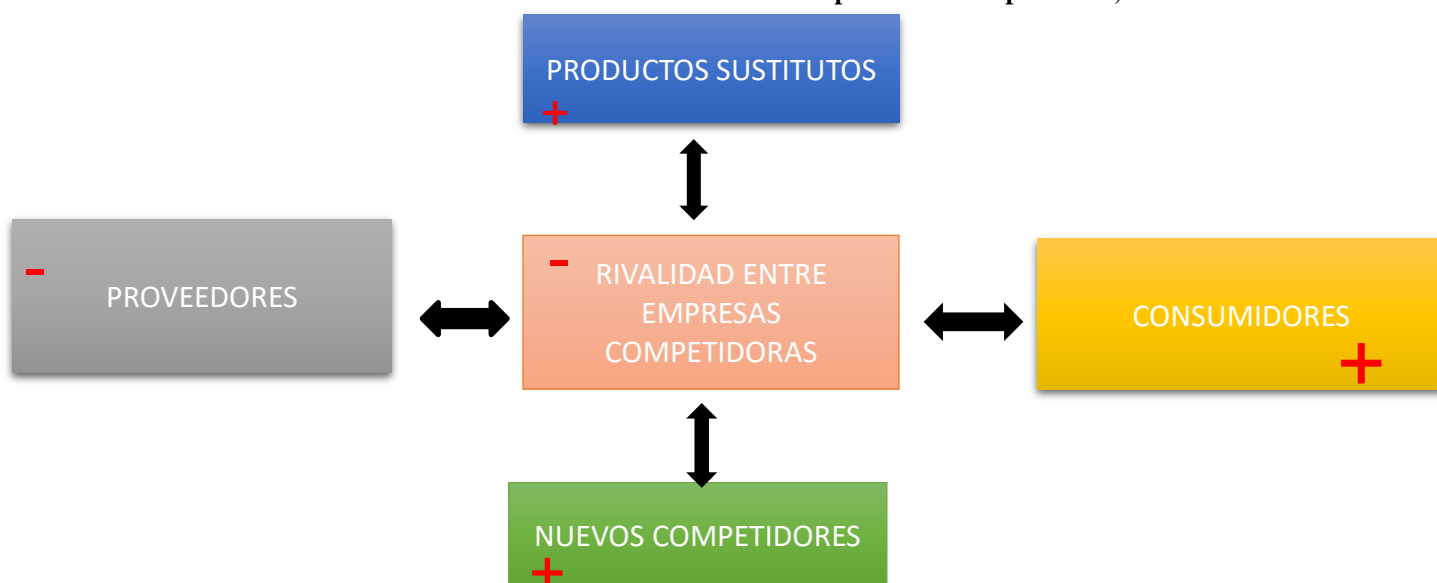 PRODUCTOS SUSTITUTOS
+
-
PROVEEDORES
-
RIVALIDAD ENTRE
EMPRESAS
COMPETIDORAS
CONSUMIDORES
+
NUEVOS COMPETIDORES
+